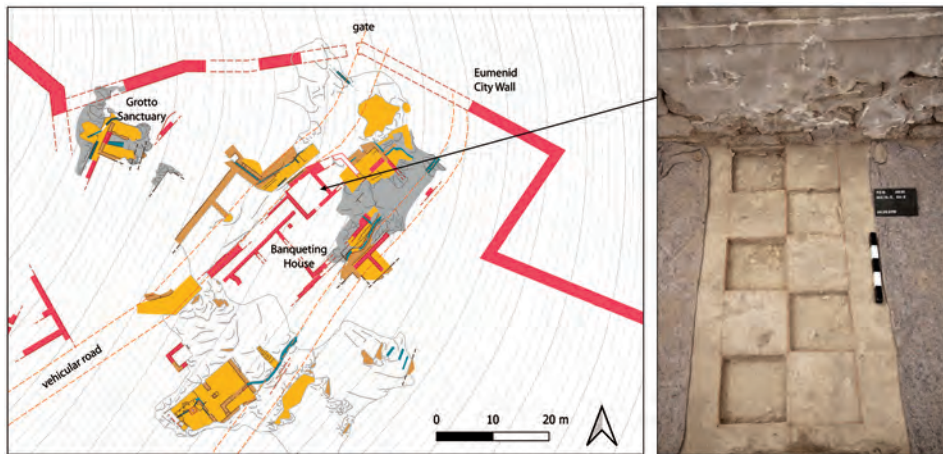 gate
Eumenid
City Wall
Grotto
Sanctuary
Banqueting
House
vehicular road
0 10 20 m